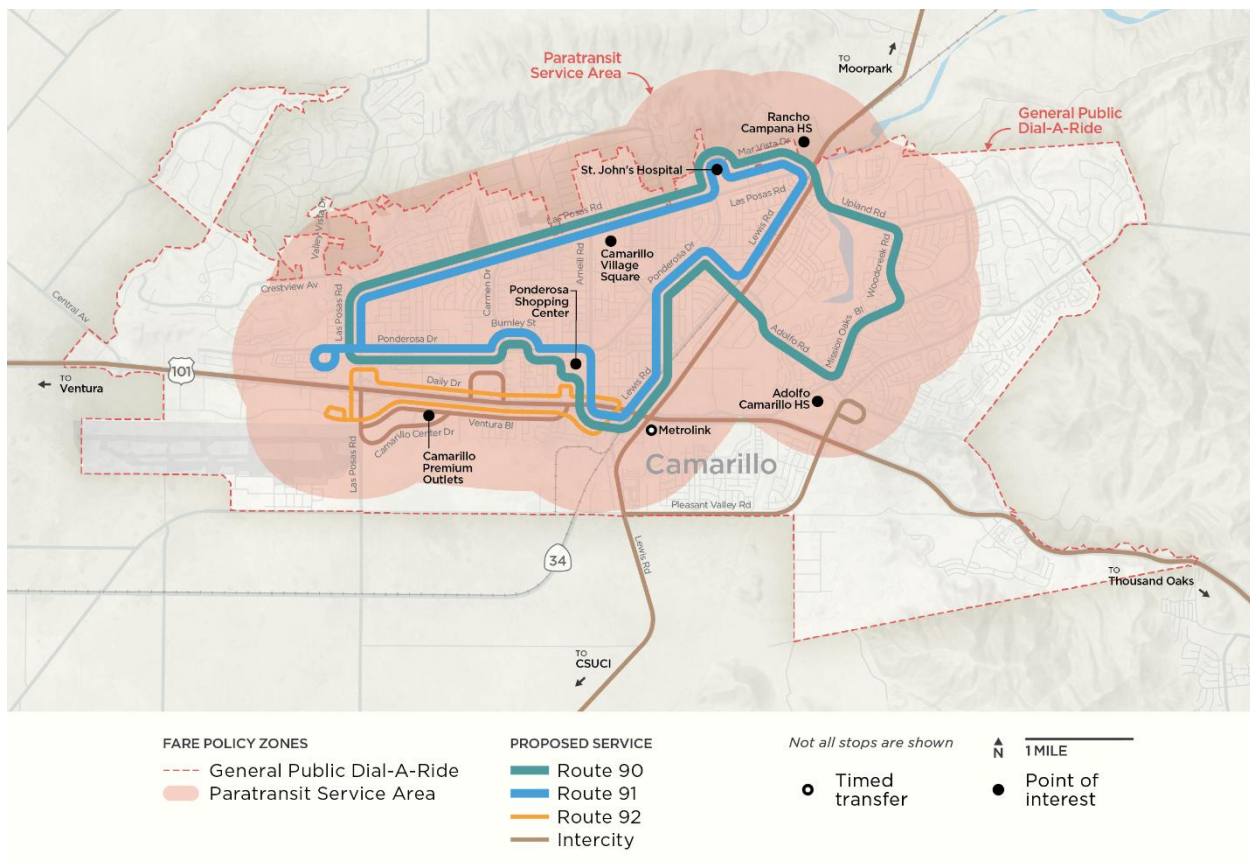 TO
Moorpark
Paratransit
Service Area
Rancho
Campana HS
General Public
Dial-A-Ride
Mar Vista Dr
St. John's Hospital
Las Posas Rd
Las Posas Rd
Upland Rd
Valley Vista Dr
Lewis Rd
Ponderosa Dr
Woodcreek Rd
Camarillo
Village
Square
Arneill Rd
Crestview Av
Carmen Dr
Ponderosa
Shopping
Center
Central Av
Las Posas Rd
Burnley St
Ponderosa Dr
Adolfo Rd
Mission Oaks Bl
101
TO
Ventura
Daily Dr
Lewis Rd
Adolfo
Camarillo HS
Ventura Bl
Camarillo Center Dr
Metrolink
Camarillo
Premium
Outlets
Las Posas Rd
Camarillo
Pleasant Valley Rd
34
Lewis Rd
TO
Thousand Oaks
TO
CSUCI
FARE POLICY ZONES
General Public Dial-A-Ride
Paratransit Service Area
PROPOSED SERVICE
Route 90
Route 91
Route 92
Intercity
Not all stops are shown
Timed
transfer
N
1 MILE
Point of
interest